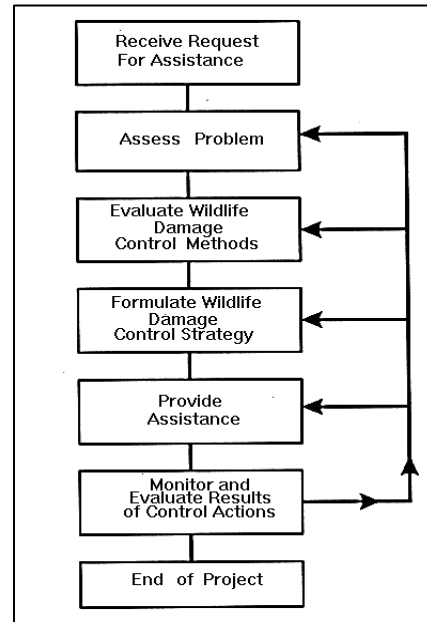 Receive Request
For Assistance
Assess Problem
Evaluate Wildlife
Damage
Control Methods
Formulate Wildlife
Damage
Control Strategy
Provide
Assistance
Monitor and
Evaluate Results
of Control Actions
End of Project